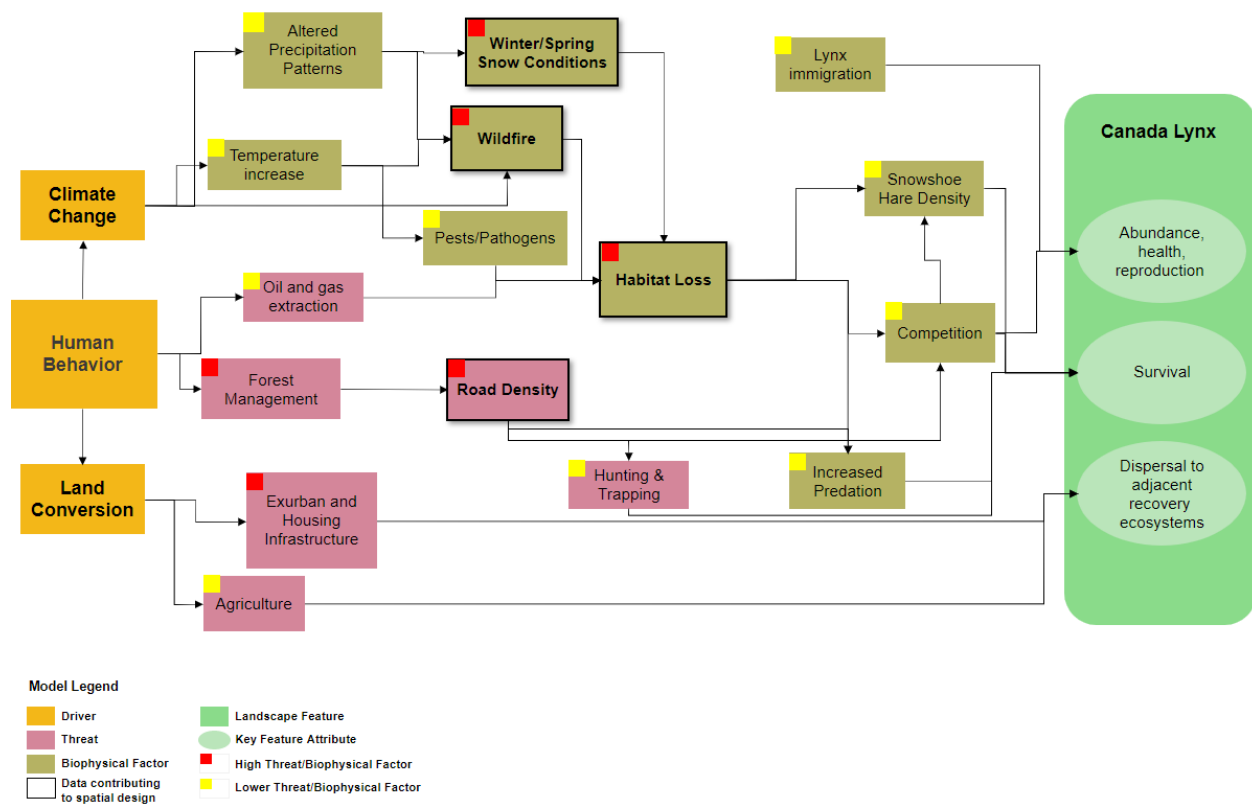 Altered
Precipitation
Patterns
Winter/Spring
Snow Conditions
Lynx
immigration
Canada Lynx
Wildfire
Temperature
increase
Climate
Change
Snowshoe
Hare Density
Abundance,
health,
reproduction
Pests/Pathogens
Habitat Loss
Oil and gas
extraction
Human
Behavior
Competition
Forest
Management
Road Density
Survival
Land
Conversion
Exurban and
Housing
Infrastructure
Hunting &
Trapping
Increased
Predation
Dispersal to
adjacent
recovery
ecosystems
Agriculture
Model Legend
Driver
Threat
Biophysical Factor
Data contributing
to spatial design
Landscape Feature
Key Feature Attribute
High Threat/Biophysical Factor
Lower Threat/Biophysical Factor